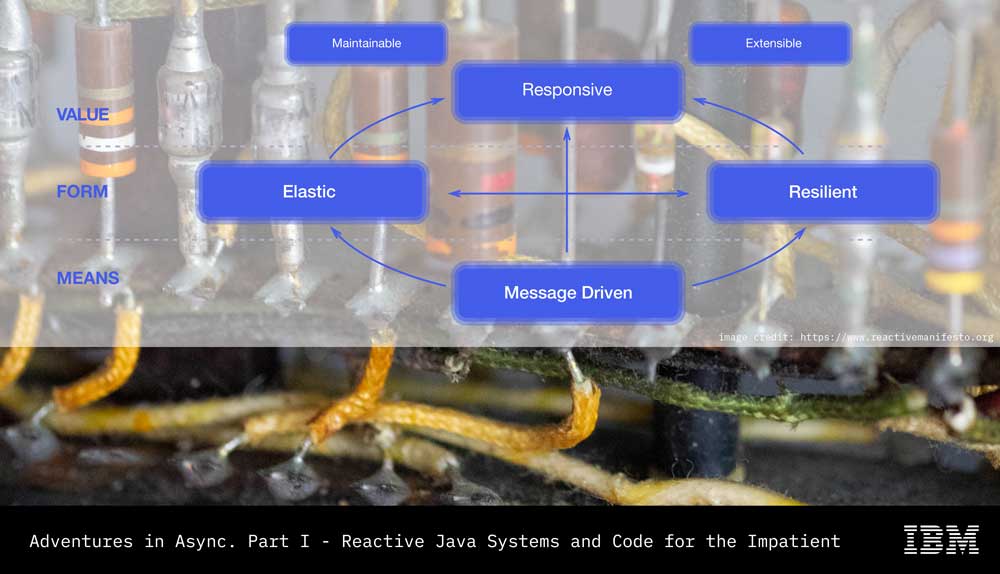 Maintainable
Extensible
Responsive
VALUE
FORM
Elastic
Resilient
MEANS
Message Driven
image credit: https://www.reactivemanifesto.org
Adventures in Async. Part I - Reactive Java Systems and Code for the Impatient
IBM